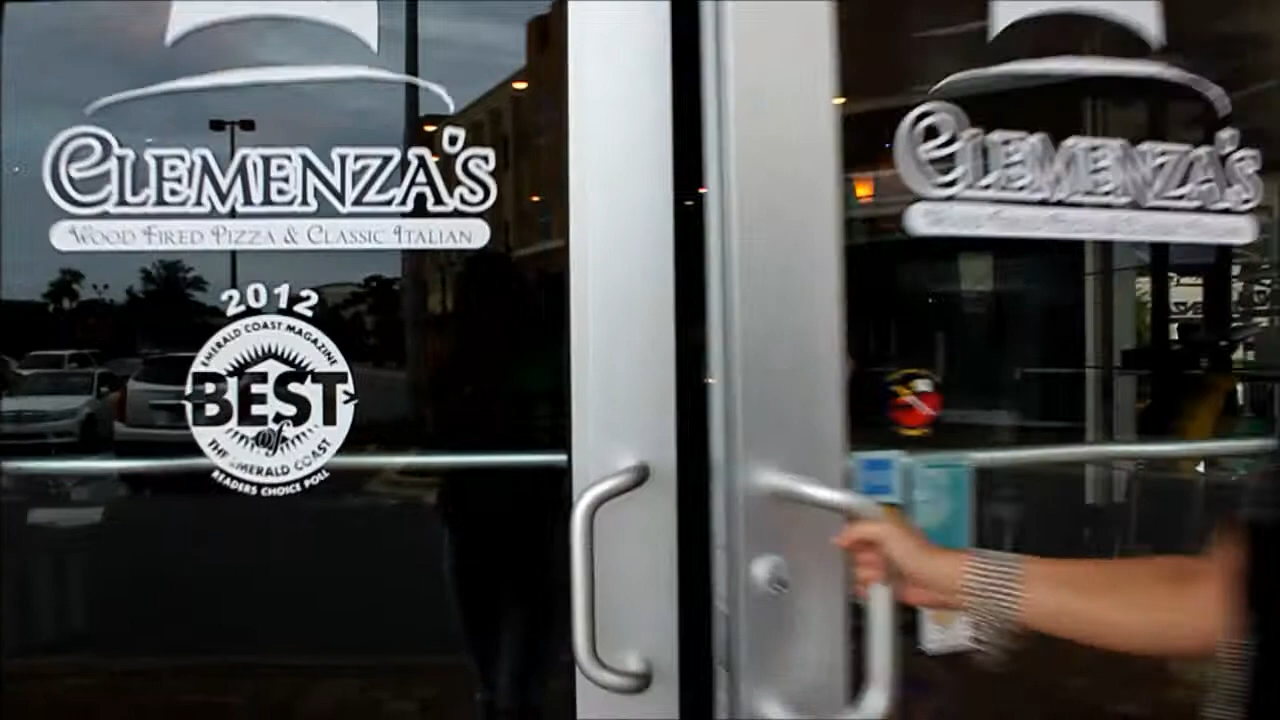 CLEMENZA'S
WOOD FIRED PIZZA & CLASSIC ITALIAN
2012
EMERALD COAST MAGAZINE
BEST
of
THE EMERALD COAST
READERS CHOICE POLL
CLEMENZA'S